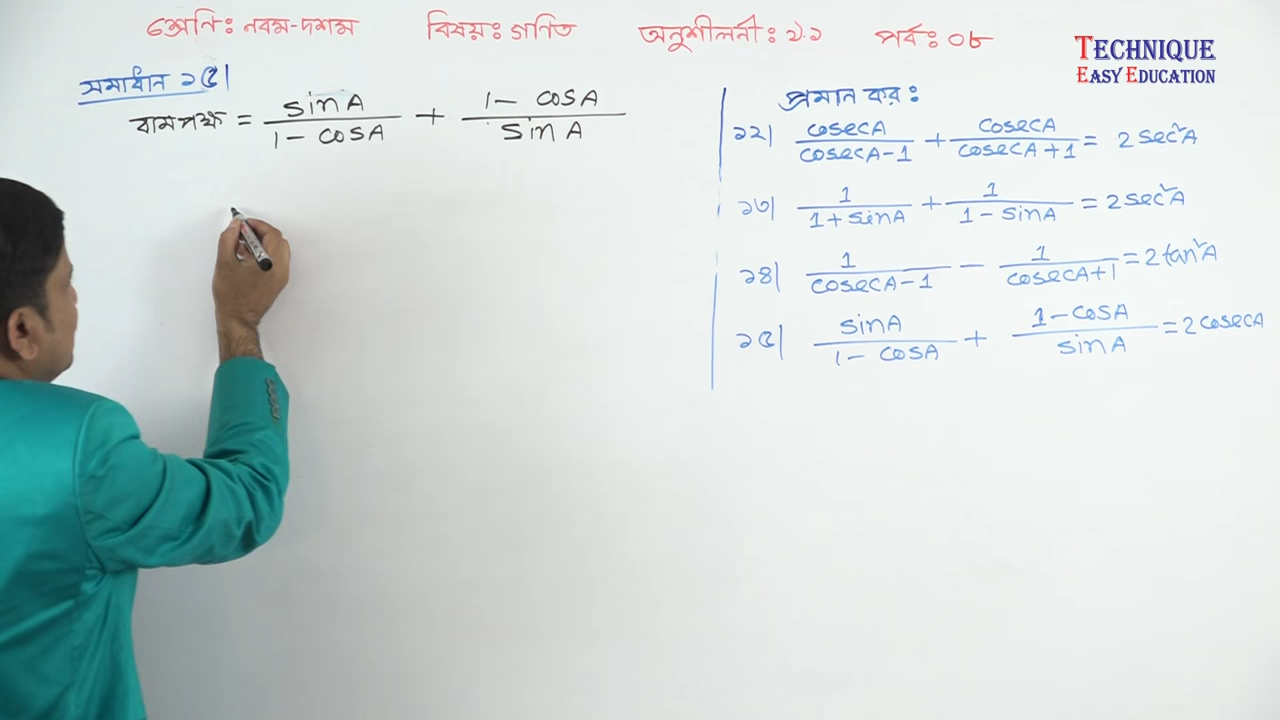 শ্রেণি: নবম-দশম বিষয়: গণিত অনুশীলনী: ৯.১ পর্ব: ০৮
TECHNIQUE
EASY EDUCATION
সমাধান ১৫|
বামপক্ষ = sinA/(1 - cosA) + (1 - cosA)/sinA
প্রমান কর:
১২| cosecA/(cosecA-1) + cosecA/(cosecA+1) = 2sec²A
১৩| 1/(1+sinA) + 1/(1-sinA) = 2sec²A
১৪| 1/(cosecA-1) - 1/(cosecA+1) = 2tan²A
১৫| sinA/(1-cosA) + (1-cosA)/sinA = 2cosecA